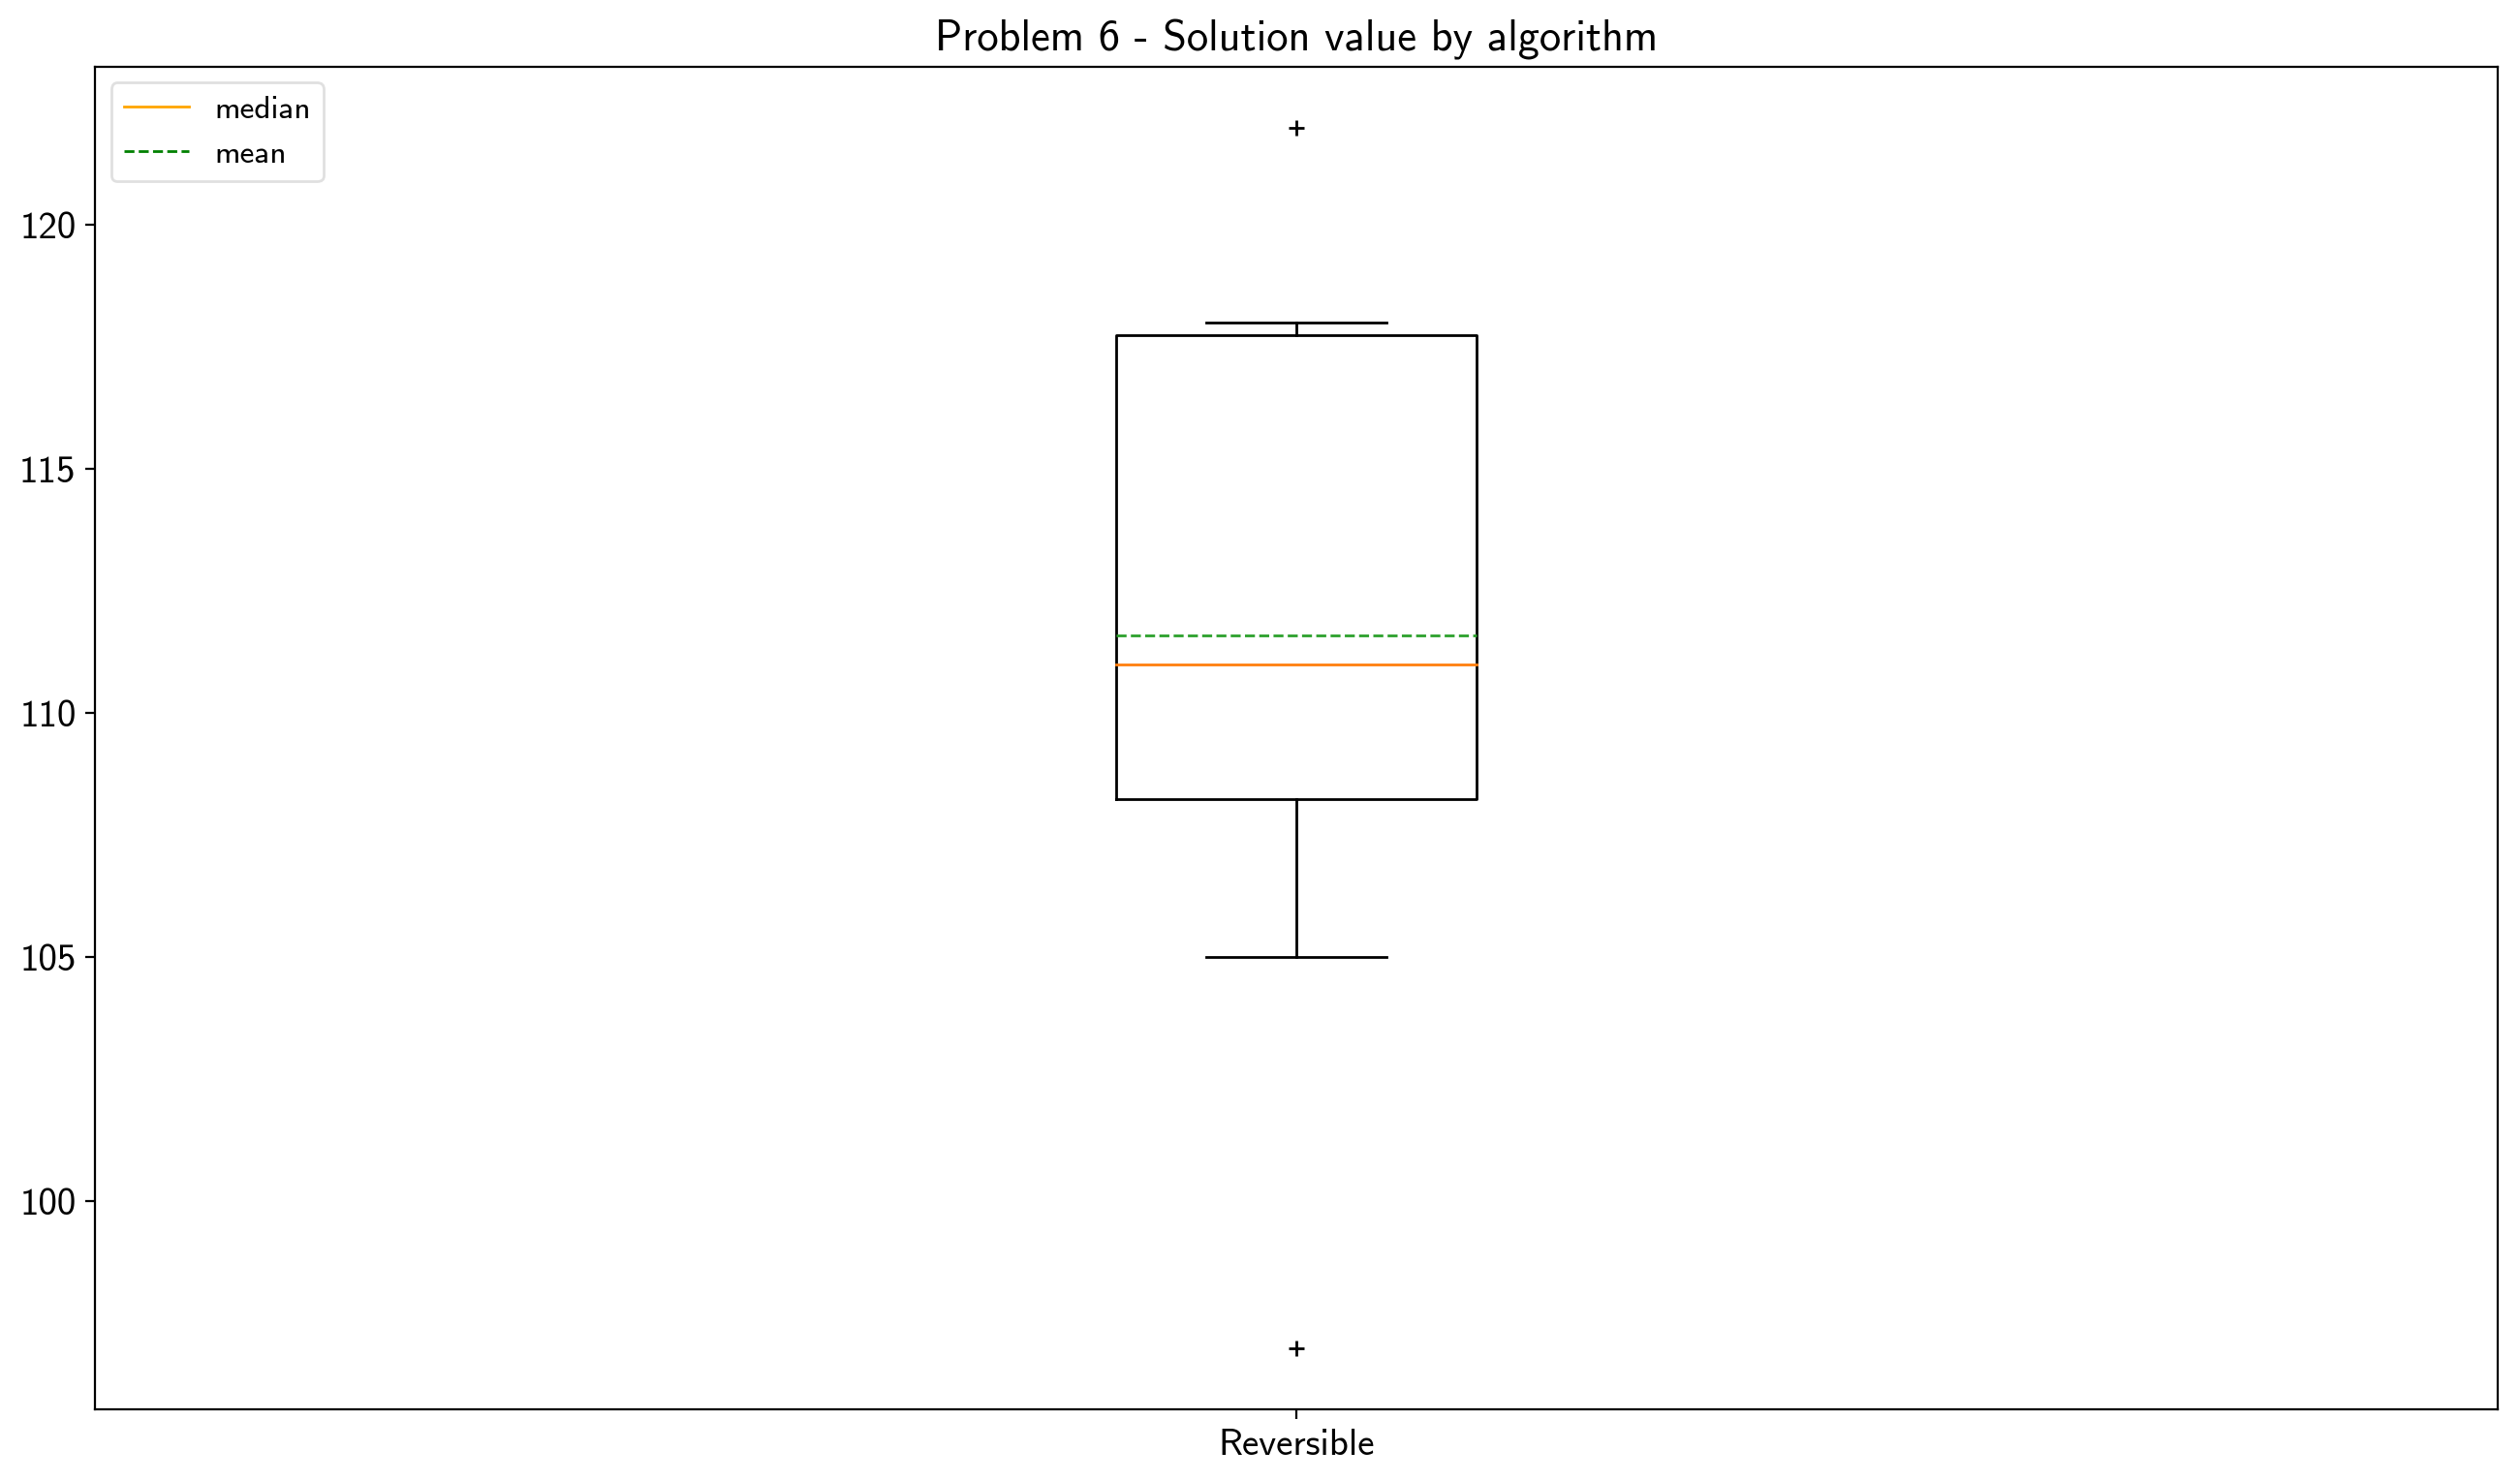 Problem 6 - Solution value by algorithm
median
mean
120
115
110
105
100
Reversible